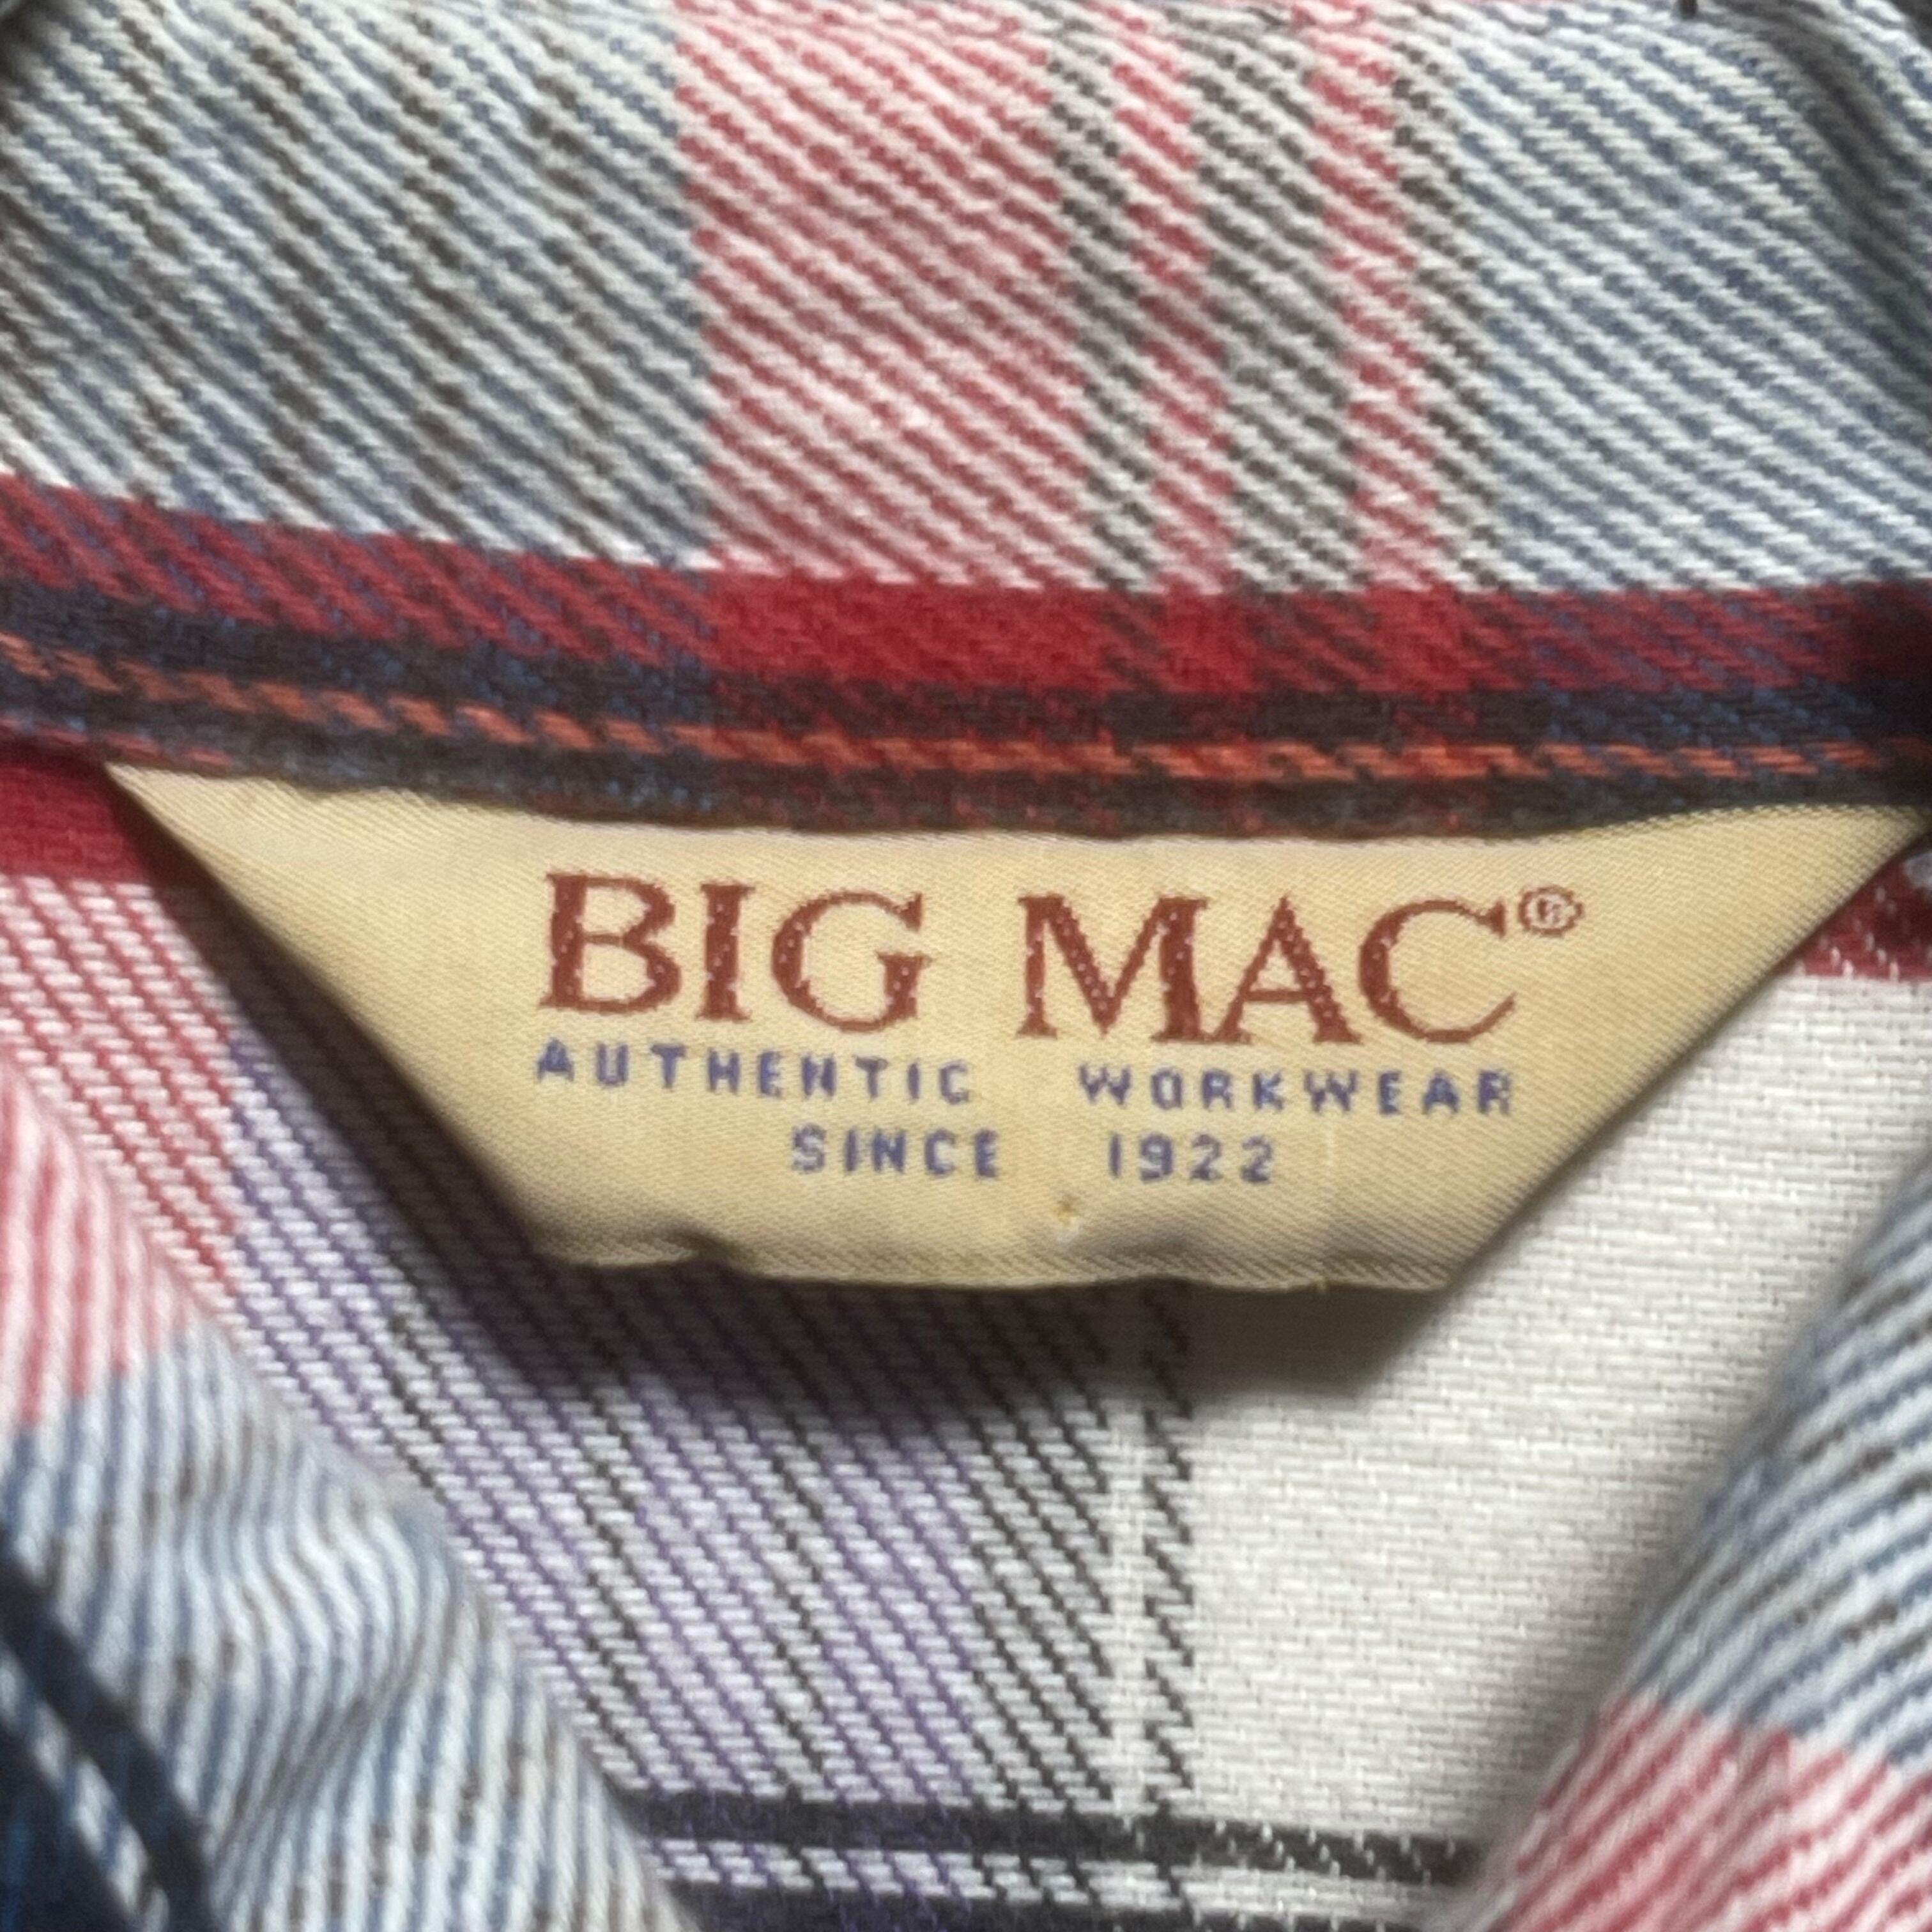 BIG MAC®
AUTHENTIC WORKWEAR
SINCE 1922